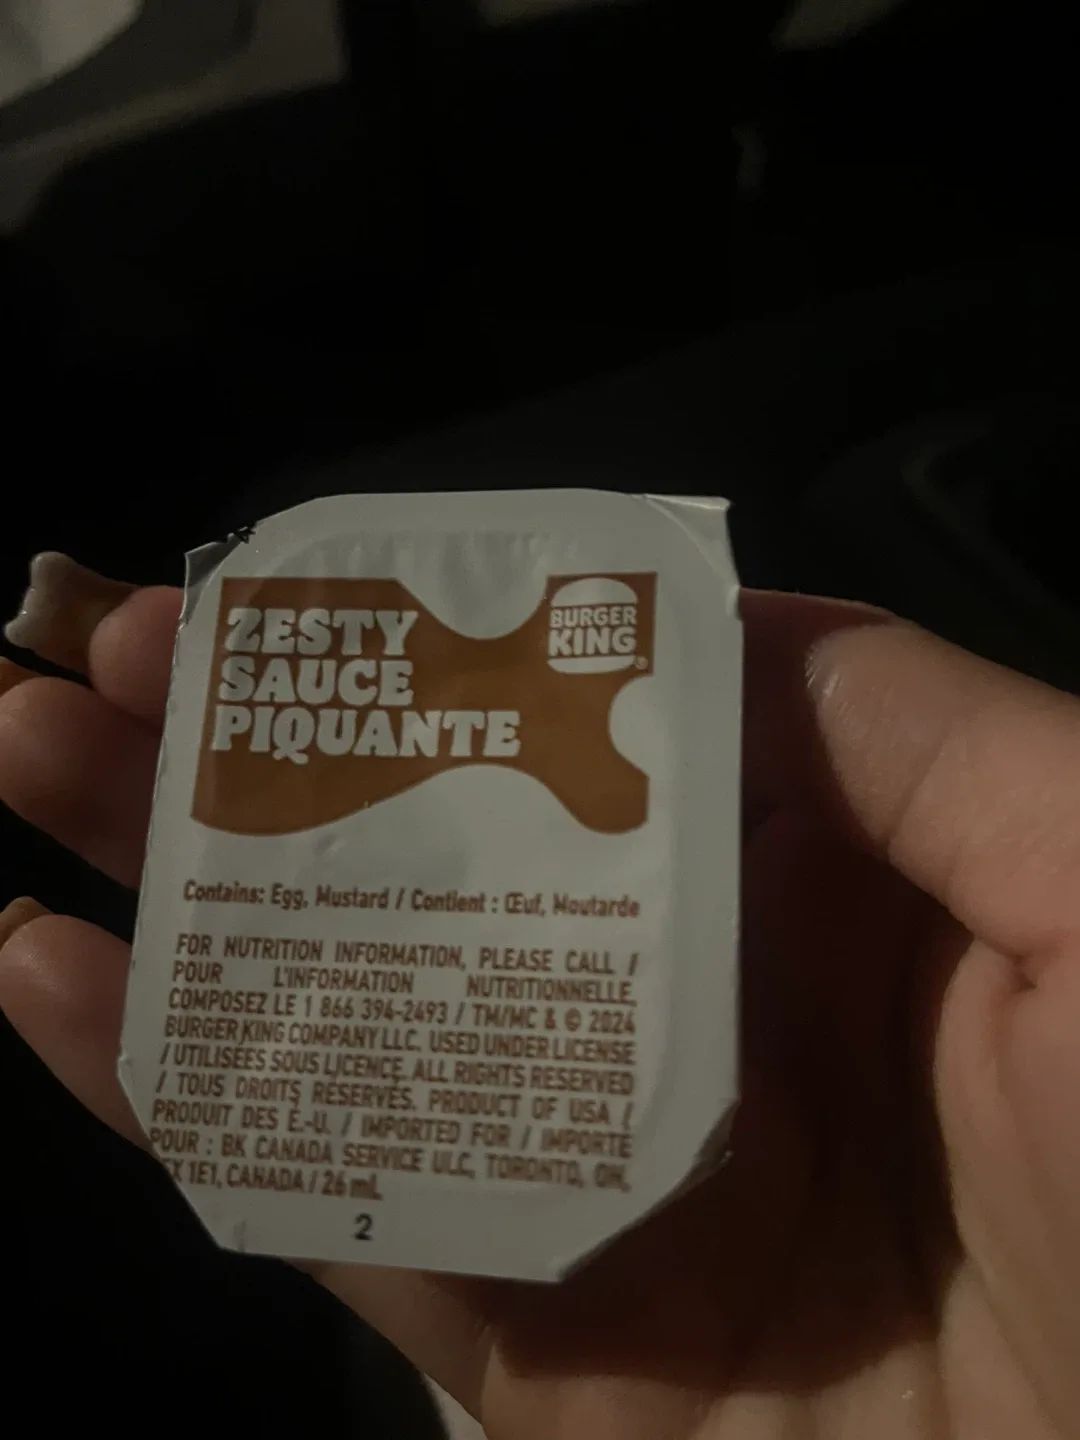 ZESTY
SAUCE
PIQUANTE
BURGER
KING
®
Contains: Egg, Mustard / Contient : Œuf, Moutarde
FOR NUTRITION INFORMATION, PLEASE CALL /
POUR L'INFORMATION NUTRITIONNELLE,
COMPOSEZ LE 1 866 394-2493 / TM/MC & © 2024
BURGER KING COMPANY LLC. USED UNDER LICENSE
/ UTILISÉES SOUS LICENCE. ALL RIGHTS RESERVED
/ TOUS DROITS RÉSERVÉS. PRODUCT OF USA /
PRODUIT DES É.-U. / IMPORTED FOR / IMPORTÉ
POUR : BK CANADA SERVICE ULC, TORONTO, ON,
1E1, CANADA / 26 mL
2